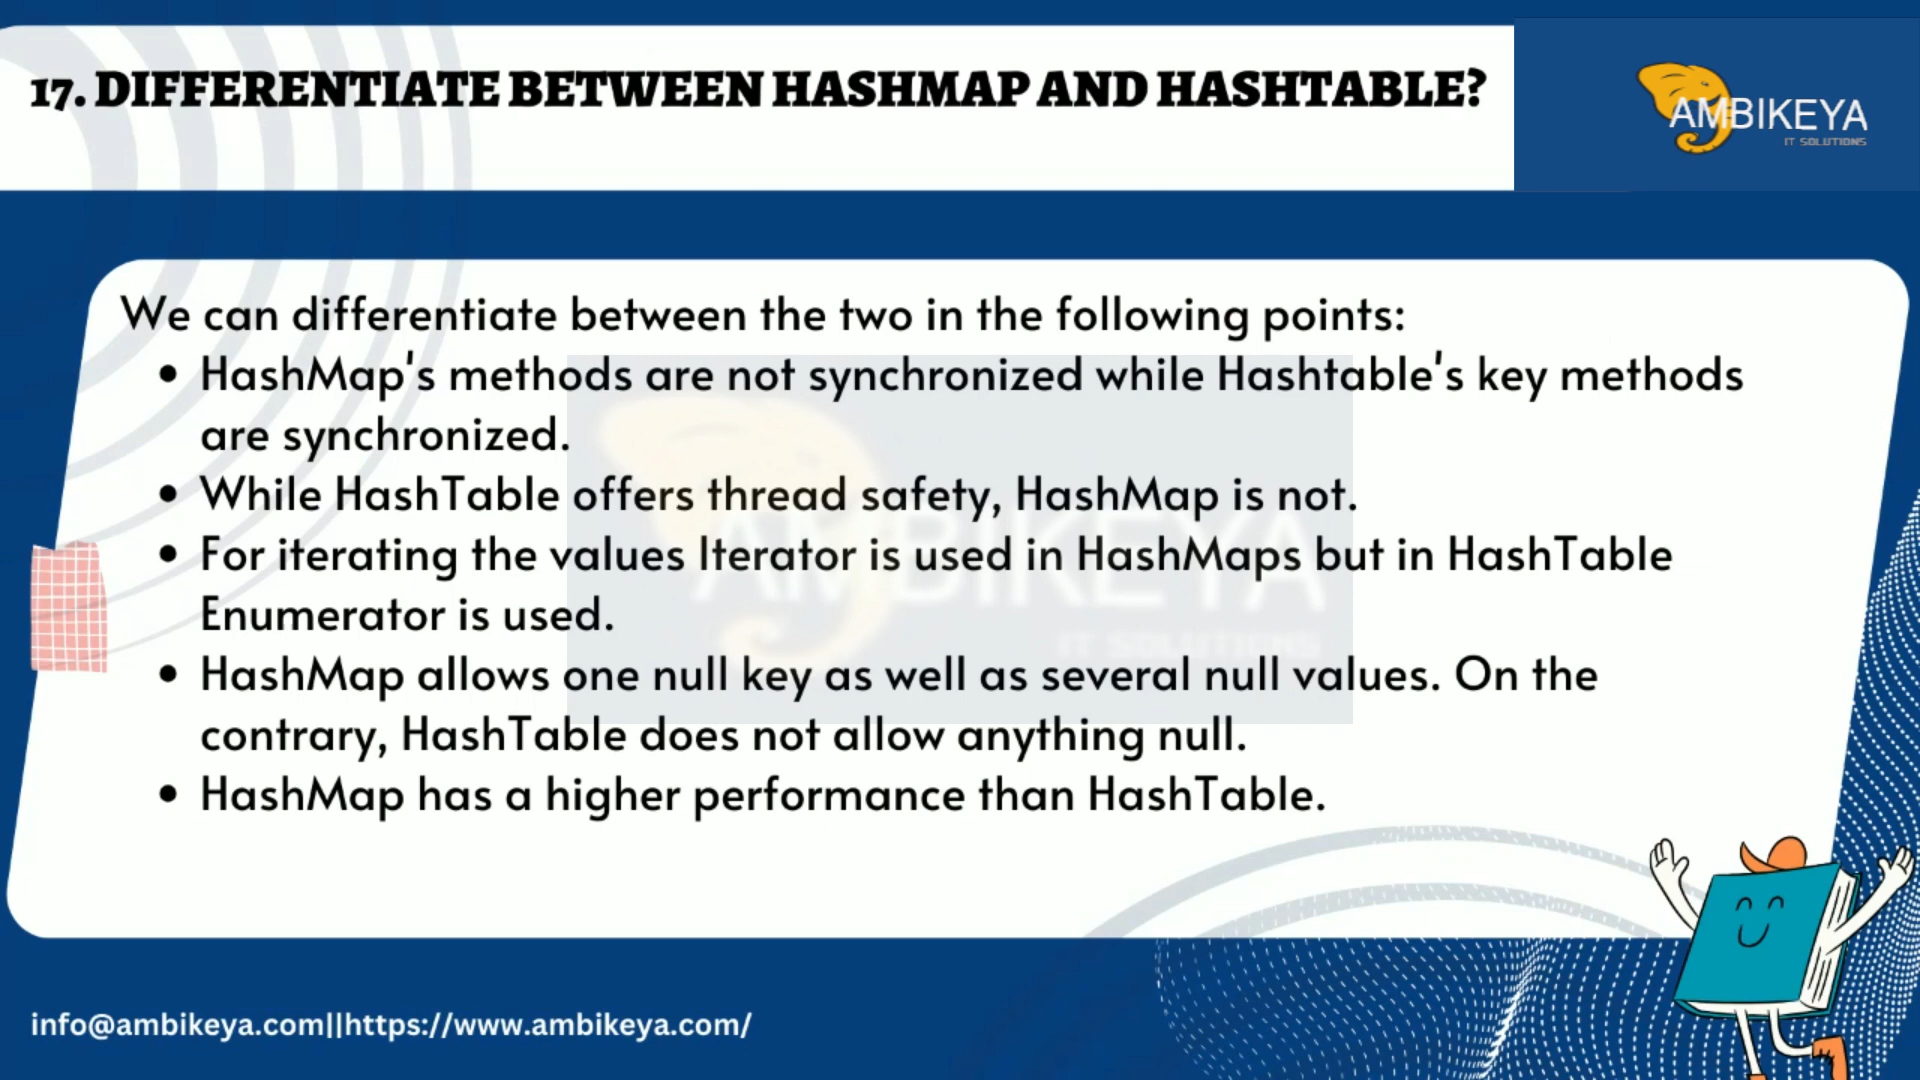 17. DIFFERENTIATE BETWEEN HASHMAP AND HASHTABLE?
AMBIKEYA
IT SOLUTIONS
We can differentiate between the two in the following points:
• HashMap's methods are not synchronized while Hashtable's key methods
are synchronized.
• While HashTable offers thread safety, HashMap is not.
• For iterating the values Iterator is used in HashMaps but in HashTable
Enumerator is used.
• HashMap allows one null key as well as several null values. On the
contrary, HashTable does not allow anything null.
• HashMap has a higher performance than HashTable.
AMBIKEYA
IT SOLUTIONS
info@ambikeya.com||https://www.ambikeya.com/